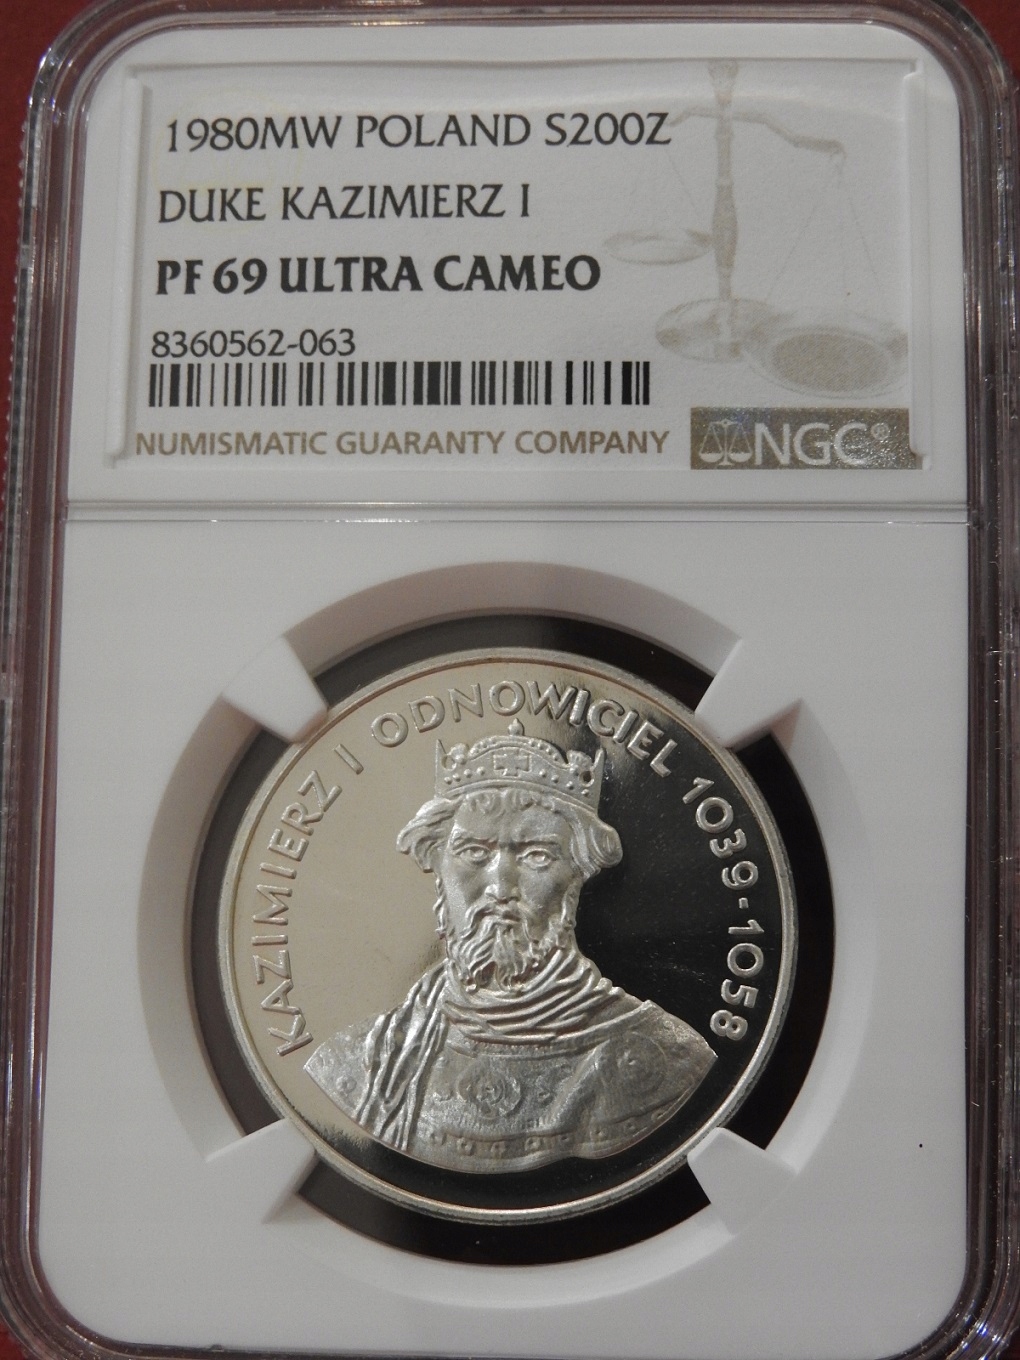 1980MW POLAND S200Z
DUKE KAZIMIERZ I
PF 69 ULTRA CAMEO
8360562-063
NUMISMATIC GUARANTY COMPANY
NGC®
KAZIMIERZ I ODNOWICIEL 1039-1058